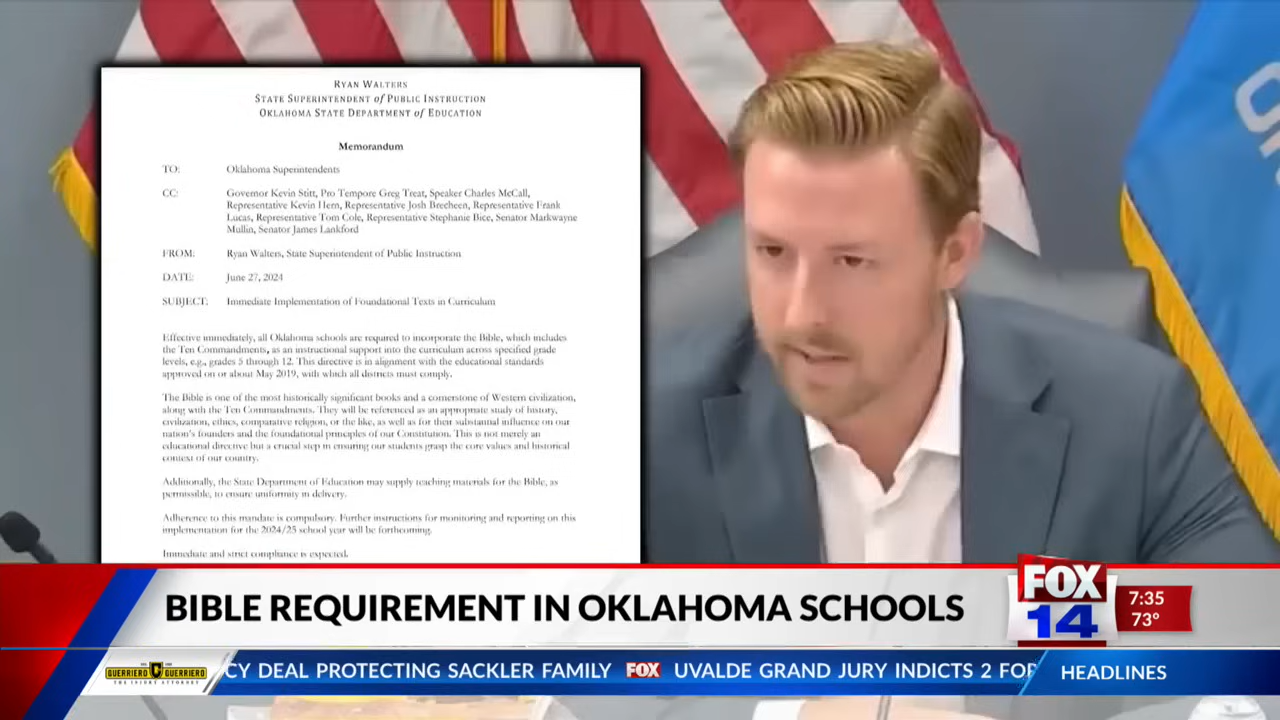 RYAN WALTERS
STATE SUPERINTENDENT of PUBLIC INSTRUCTION
OKLAHOMA STATE DEPARTMENT of EDUCATION
Memorandum
TO: Oklahoma Superintendents
CC: Governor Kevin Stitt, Pro Tempore Greg Treat, Speaker Charles McCall,
Representative Kevin Hern, Representative Josh Brecheen, Representative Frank
Lucas, Representative Tom Cole, Representative Stephanie Bice, Senator Markwayne
Mullin, Senator James Lankford
FROM: Ryan Walters, State Superintendent of Public Instruction
DATE: June 27, 2024
SUBJECT: Immediate Implementation of Foundational Texts in Curriculum
Effective immediately, all Oklahoma schools are required to incorporate the Bible, which includes
the Ten Commandments, as an instructional support into the curriculum across specified grade
levels, e.g., grades 5 through 12. This directive is in alignment with the educational standards
approved on or about May 2019, with which all districts must comply.
The Bible is one of the most historically significant books and a cornerstone of Western civilization,
along with the Ten Commandments. They will be referenced as an appropriate study of history,
civilization, ethics, comparative religion, or the like, as well as for their substantial influence on our
nation's founders and the foundational principles of our Constitution. This is not merely an
educational directive but a crucial step in ensuring our students grasp the core values and historical
context of our country.
Additionally, the State Department of Education may supply teaching materials for the Bible, as
permissible, to ensure uniformity in delivery.
Adherence to this mandate is compulsory. Further instructions for monitoring and reporting on this
implementation for the 2024/25 school year will be forthcoming.
Immediate and strict compliance is expected.
BIBLE REQUIREMENT IN OKLAHOMA SCHOOLS
FOX
14
7:35
73°
GUERRIERO GUERRIERO
THE INJURY ATTORNEYS
CY DEAL PROTECTING SACKLER FAMILY FOX UVALDE GRAND JURY INDICTS 2 FOR
HEADLINES